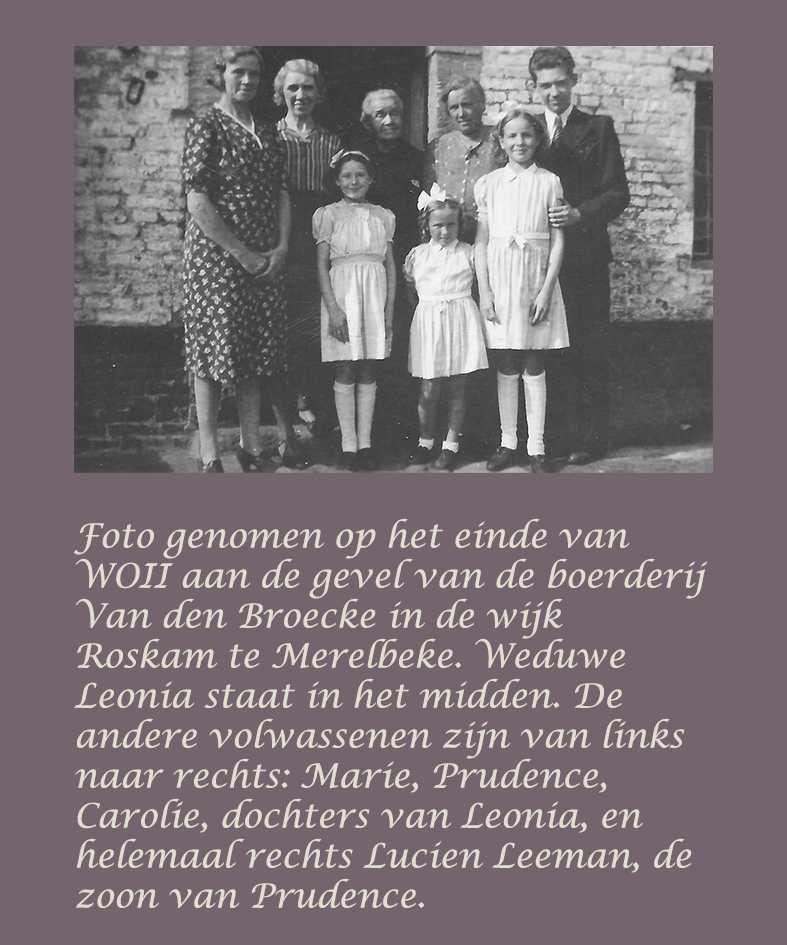 Foto genomen op het einde van
WOII aan de gevel van de boerderij
Van den Broecke in de wijk
Roskam te Merelbeke. Weduwe
Leonia staat in het midden. De
andere volwassenen zijn van links
naar rechts: Marie, Prudence,
Carolie, dochters van Leonia, en
helemaal rechts Lucien Leeman, de
zoon van Prudence.